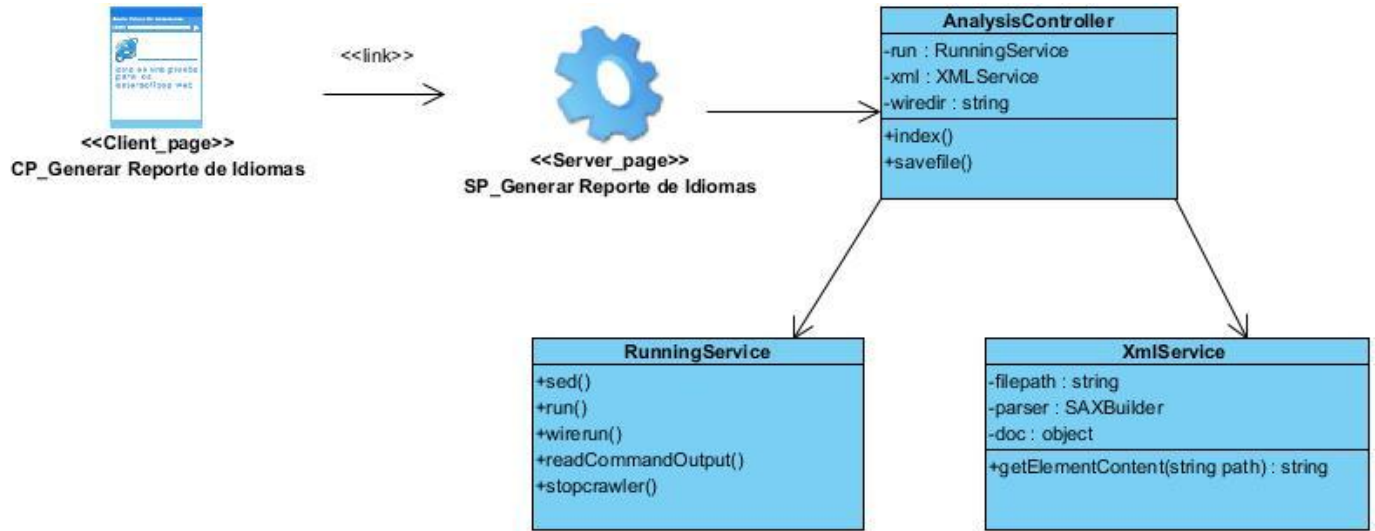 <<Client_page>>
CP_Generar Reporte de Idiomas
<<link>>
<<Server_page>>
SP_Generar Reporte de Idiomas
AnalysisController
-run : RunningService
-xml : XMLService
-wiredir : string
+index()
+savefile()
RunningService
+sed()
+run()
+wirerun()
+readCommandOutput()
+stopcrawler()
XmlService
-filepath : string
-parser : SAXBuilder
-doc : object
+getElementContent(string path) : string